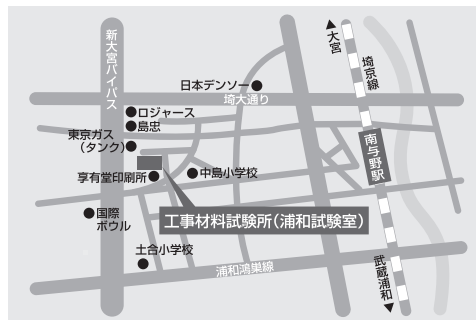 新大宮バイパス
▲大宮
埼京線
日本デンソー
埼大通り
ロジャース
島忠
東京ガス
（タンク）
南与野駅
享有堂印刷所
中島小学校
国際
ボウル
工事材料試験所（浦和試験室）
土合小学校
浦和鴻巣線
武蔵浦和▼